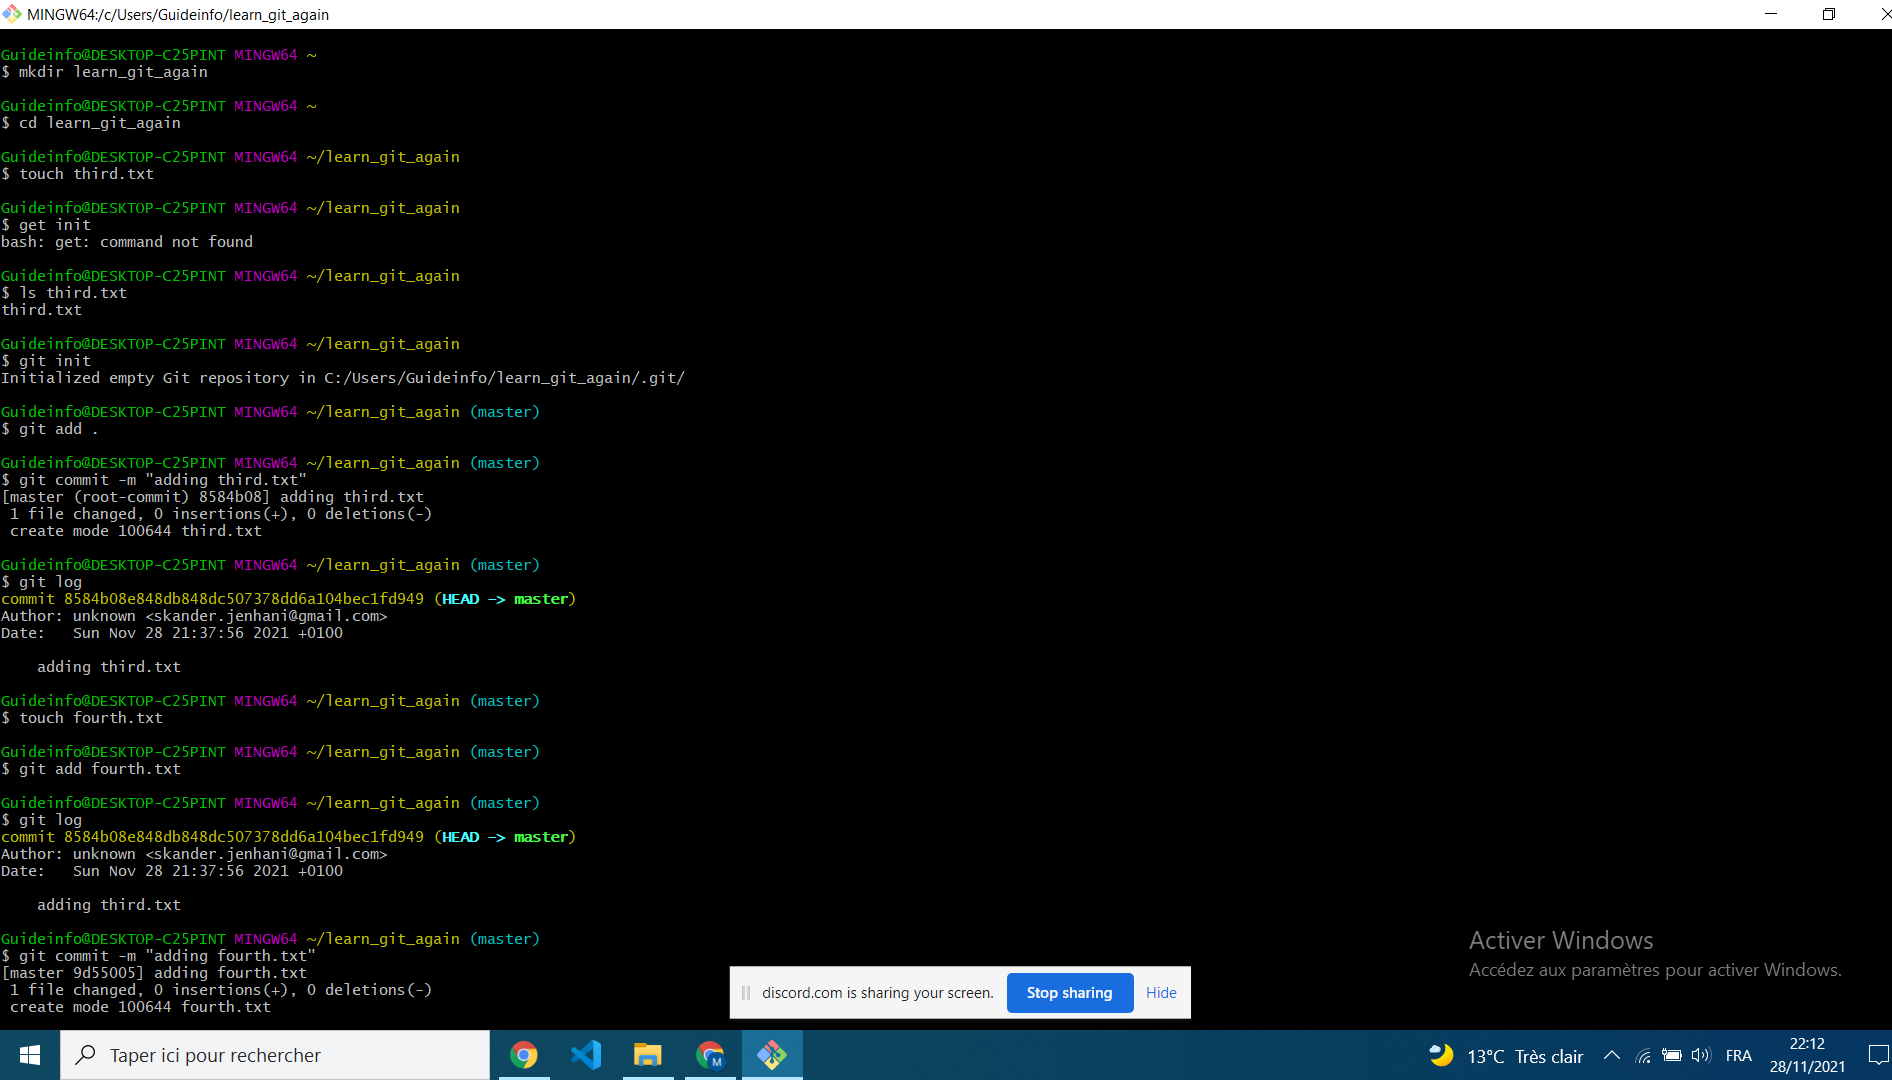 MINGW64:/c/Users/Guideinfo/learn_git_again
Guideinfo@DESKTOP-C25PINT MINGW64 ~
$ mkdir learn_git_again
Guideinfo@DESKTOP-C25PINT MINGW64 ~
$ cd learn_git_again
Guideinfo@DESKTOP-C25PINT MINGW64 ~/learn_git_again
$ touch third.txt
Guideinfo@DESKTOP-C25PINT MINGW64 ~/learn_git_again
$ get init
bash: get: command not found
Guideinfo@DESKTOP-C25PINT MINGW64 ~/learn_git_again
$ ls third.txt
third.txt
Guideinfo@DESKTOP-C25PINT MINGW64 ~/learn_git_again
$ git init
Initialized empty Git repository in C:/Users/Guideinfo/learn_git_again/.git/
Guideinfo@DESKTOP-C25PINT MINGW64 ~/learn_git_again (master)
$ git add .
Guideinfo@DESKTOP-C25PINT MINGW64 ~/learn_git_again (master)
$ git commit -m "adding third.txt"
[master (root-commit) 8584b08] adding third.txt
 1 file changed, 0 insertions(+), 0 deletions(-)
 create mode 100644 third.txt
Guideinfo@DESKTOP-C25PINT MINGW64 ~/learn_git_again (master)
$ git log
commit 8584b08e848db848dc507378dd6a104bec1fd949 (HEAD -> master)
Author: unknown <skander.jenhani@gmail.com>
Date:   Sun Nov 28 21:37:56 2021 +0100
    adding third.txt
Guideinfo@DESKTOP-C25PINT MINGW64 ~/learn_git_again (master)
$ touch fourth.txt
Guideinfo@DESKTOP-C25PINT MINGW64 ~/learn_git_again (master)
$ git add fourth.txt
Guideinfo@DESKTOP-C25PINT MINGW64 ~/learn_git_again (master)
$ git log
commit 8584b08e848db848dc507378dd6a104bec1fd949 (HEAD -> master)
Author: unknown <skander.jenhani@gmail.com>
Date:   Sun Nov 28 21:37:56 2021 +0100
    adding third.txt
Guideinfo@DESKTOP-C25PINT MINGW64 ~/learn_git_again (master)
$ git commit -m "adding fourth.txt"
[master 9d55005] adding fourth.txt
 1 file changed, 0 insertions(+), 0 deletions(-)
 create mode 100644 fourth.txt
Activer Windows
Accédez aux paramètres pour activer Windows.
discord.com is sharing your screen. Stop sharing Hide
Taper ici pour rechercher
M
13°C Très clair
FRA
22:12
28/11/2021